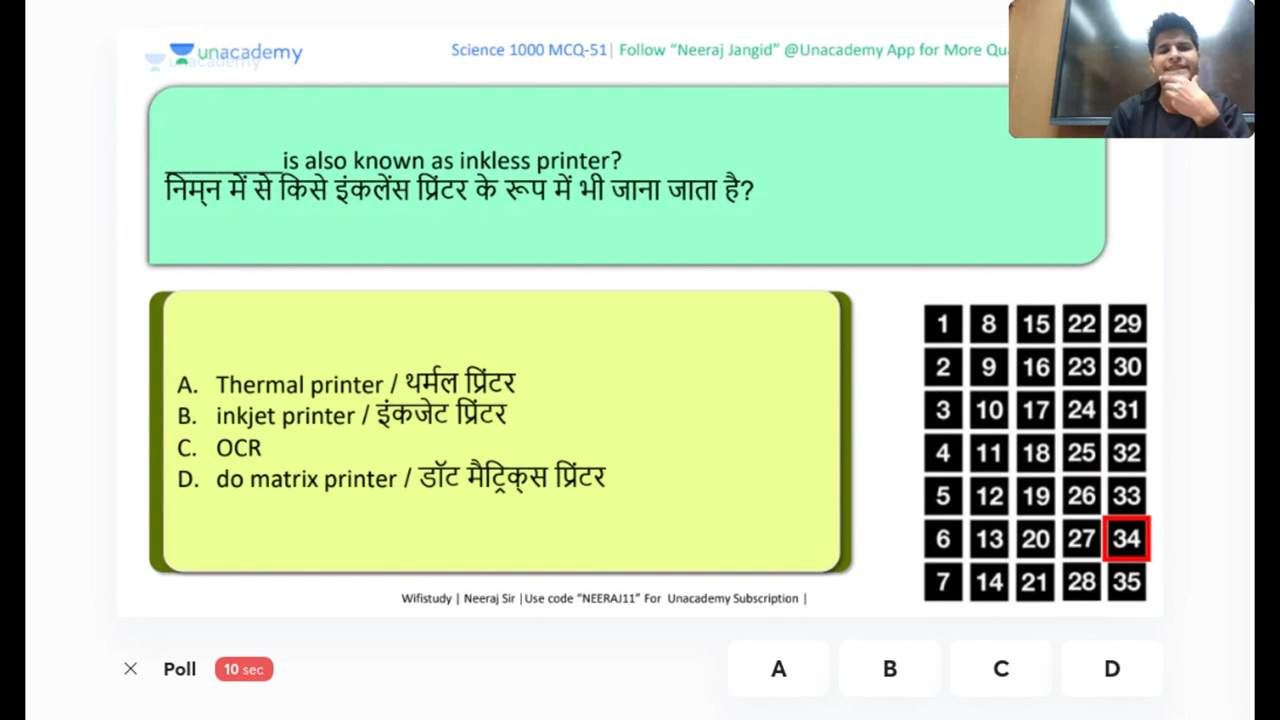 unacademy
Science 1000 MCQ-51| Follow “Neeraj Jangid” @Unacademy App for More
________is also known as inkless printer?
निम्न में से किसे इंकलेंस प्रिंटर के रूप में भी जाना जाता है?
A. Thermal printer / थर्मल प्रिंटर
B. inkjet printer / इंकजेट प्रिंटर
C. OCR
D. do matrix printer / डॉट मैट्रिक्स प्रिंटर
1 8 15 22 29
2 9 16 23 30
3 10 17 24 31
4 11 18 25 32
5 12 19 26 33
6 13 20 27 34
7 14 21 28 35
Wifistudy | Neeraj Sir |Use code “NEERAJ11” For Unacademy Subscription |
Poll 10 sec A B C D